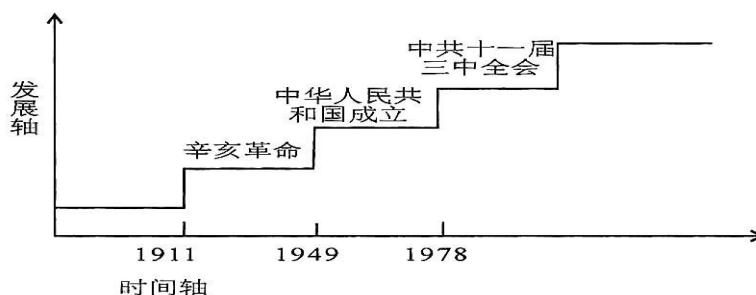 中共十一届
三中全会
中华人民共
和国成立
发展轴
辛亥革命
1911 1949 1978
时间轴